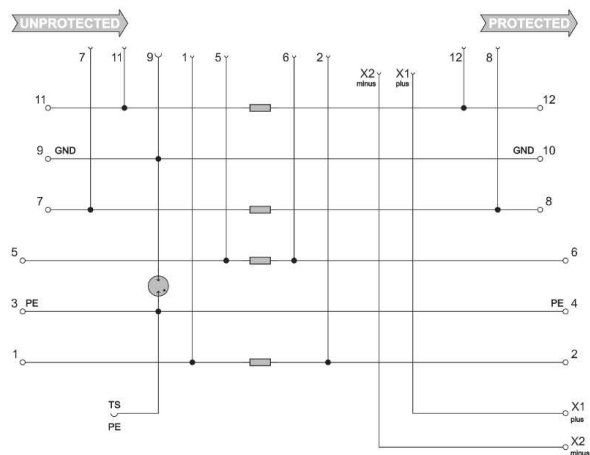 UNPROTECTED PROTECTED
7 11 9 1 5 6 2 X2 X1 12 8
minus plus
11 12
9 GND GND 10
7 8
5 6
3 PE PE 4
1 2
TS X1
plus
PE
X2
minus